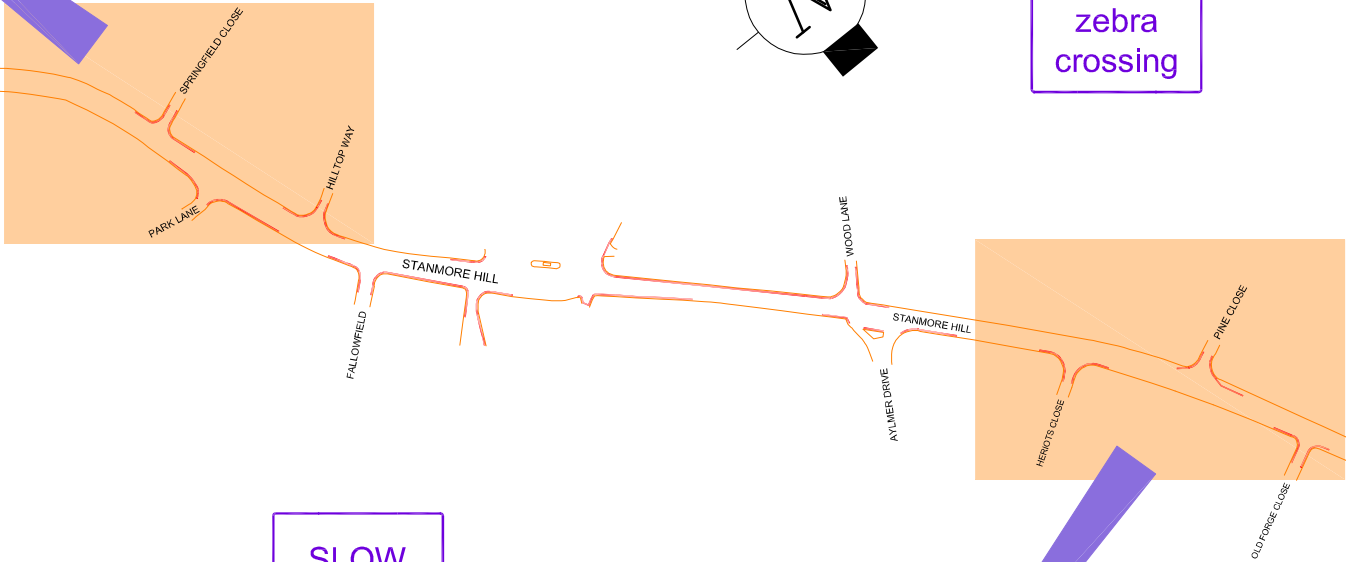 zebra
crossing
SPRINGFIELD CLOSE
HILLTOP WAY
PARK LANE
N
WOOD LANE
STANMORE HILL
STANMORE HILL
PINE CLOSE
FALLOWFIELD
AYLMER DRIVE
HERIOTS CLOSE
OLD FORGE CLOSE
SLOW